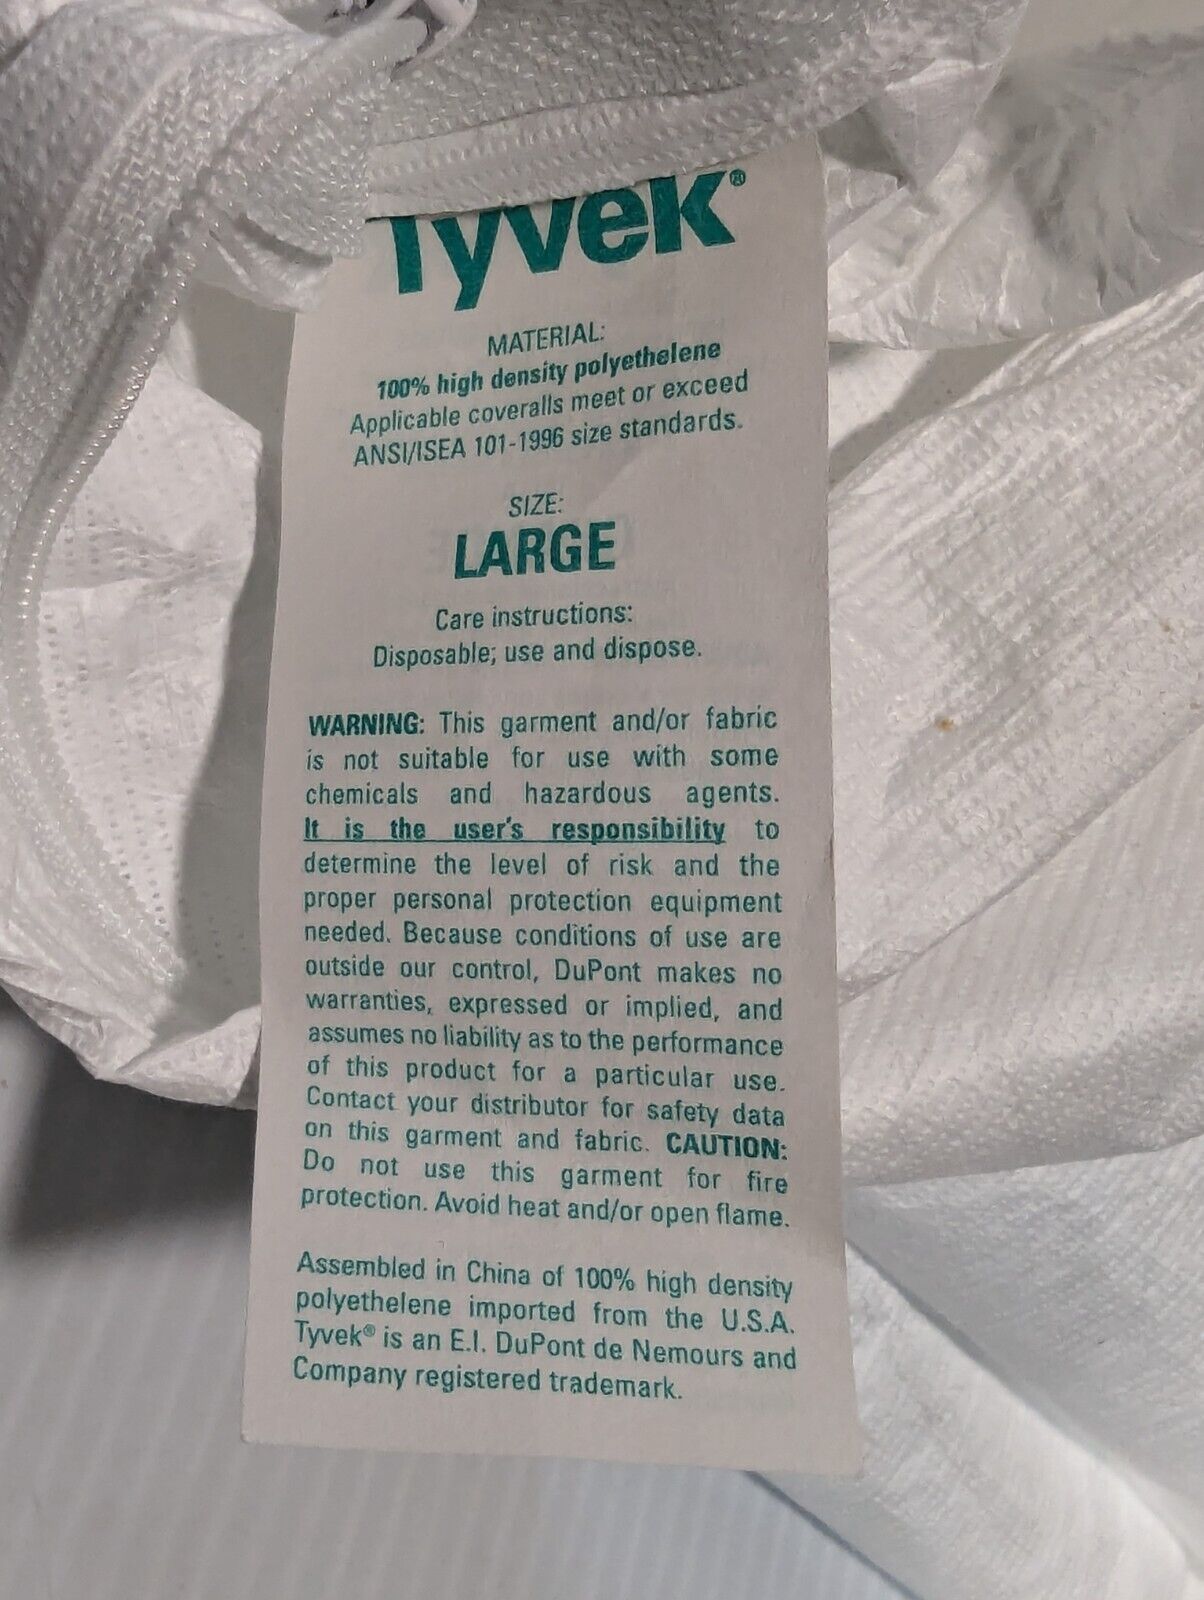 Tyvek®
MATERIAL:
100% high density polyethelene
Applicable coveralls meet or exceed
ANSI/ISEA 101-1996 size standards.
SIZE:
LARGE
Care instructions:
Disposable; use and dispose.
WARNING: This garment and/or fabric
is not suitable for use with some
chemicals and hazardous agents.
It is the user's responsibility to
determine the level of risk and the
proper personal protection equipment
needed. Because conditions of use are
outside our control, DuPont makes no
warranties, expressed or implied, and
assumes no liability as to the performance
of this product for a particular use.
Contact your distributor for safety data
on this garment and fabric. CAUTION:
Do not use this garment for fire
protection. Avoid heat and/or open flame.
Assembled in China of 100% high density
polyethelene imported from the U.S.A.
Tyvek® is an E.I. DuPont de Nemours and
Company registered trademark.